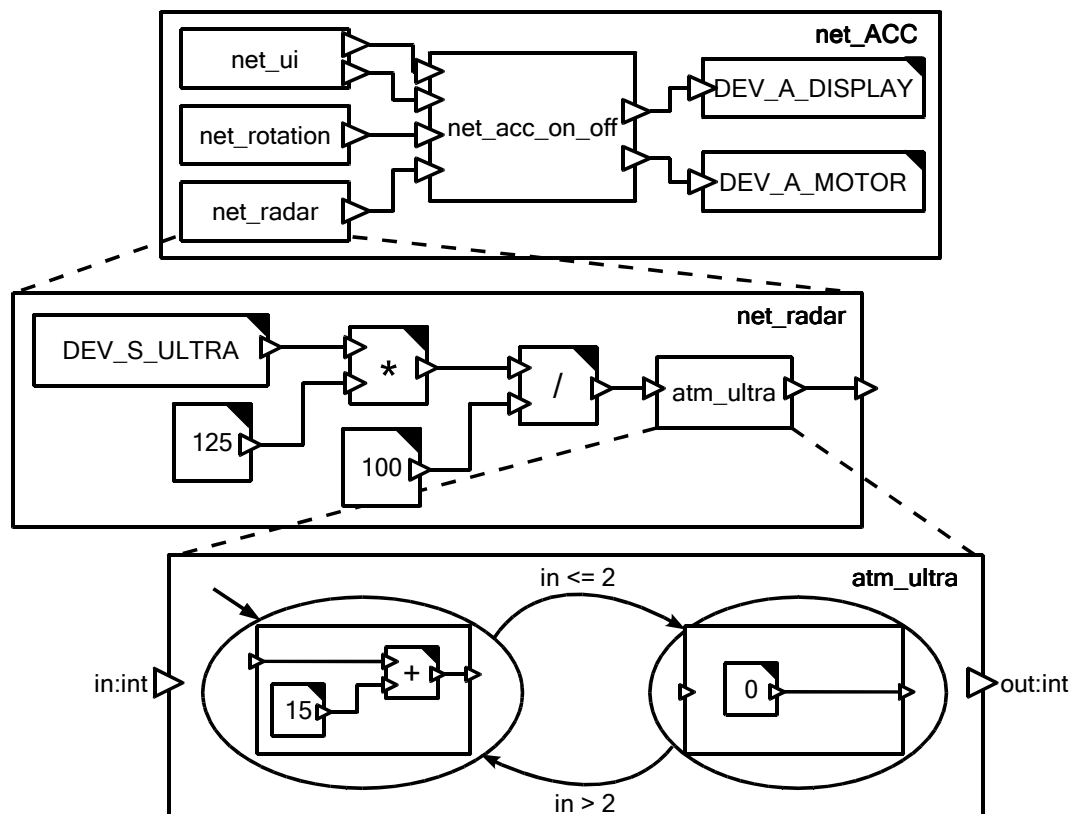 net_ACC
net_ui
DEV_A_DISPLAY
net_rotation
net_acc_on_off
DEV_A_MOTOR
net_radar
net_radar
DEV_S_ULTRA
*
/
atm_ultra
125
100
in <= 2
atm_ultra
+
15
0
in:int
out:int
in > 2